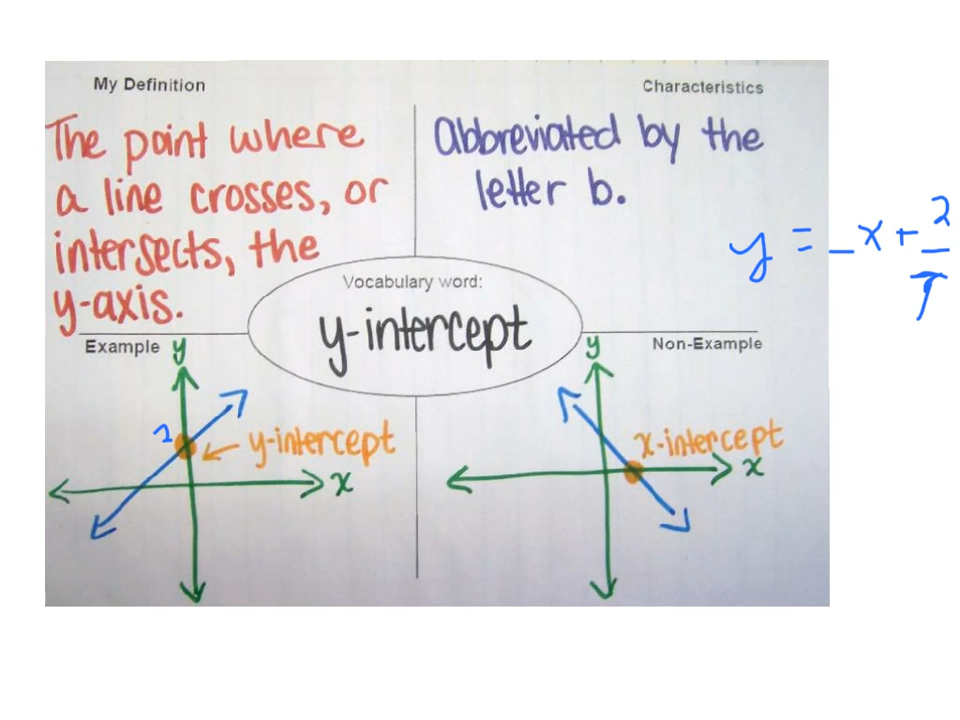 My Definition
Characteristics
The point where
a line crosses, or
intersects, the
y-axis.
abbreviated by the
letter b.
y = _x + 2
Vocabulary word:
y-intercept
Example
y
2
y-intercept
x
Non-Example
y
x-intercept
x